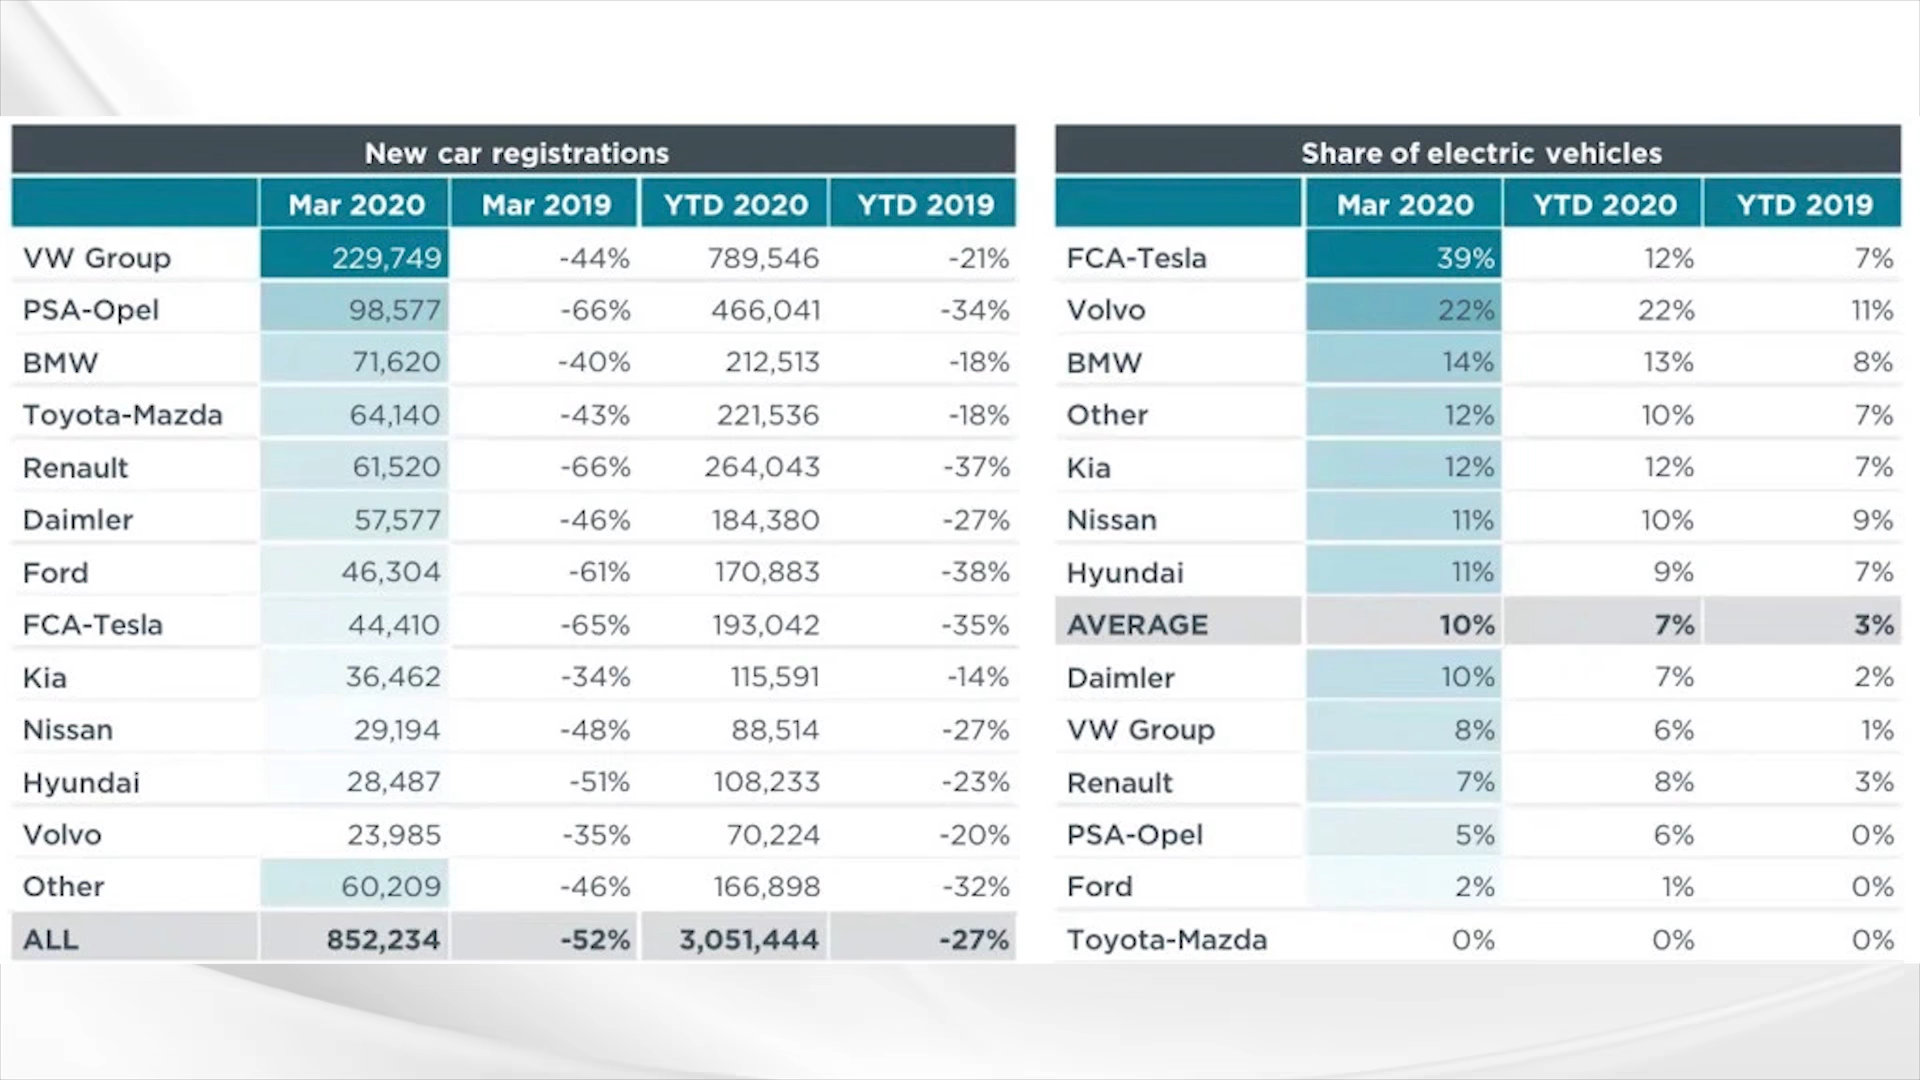 New car registrations
Mar 2020 Mar 2019 YTD 2020 YTD 2019
VW Group 229,749 -44% 789,546 -21%
PSA-Opel 98,577 -66% 466,041 -34%
BMW 71,620 -40% 212,513 -18%
Toyota-Mazda 64,140 -43% 221,536 -18%
Renault 61,520 -66% 264,043 -37%
Daimler 57,577 -46% 184,380 -27%
Ford 46,304 -61% 170,883 -38%
FCA-Tesla 44,410 -65% 193,042 -35%
Kia 36,462 -34% 115,591 -14%
Nissan 29,194 -48% 88,514 -27%
Hyundai 28,487 -51% 108,233 -23%
Volvo 23,985 -35% 70,224 -20%
Other 60,209 -46% 166,898 -32%
ALL 852,234 -52% 3,051,444 -27%
Share of electric vehicles
Mar 2020 YTD 2020 YTD 2019
FCA-Tesla 39% 12% 7%
Volvo 22% 22% 11%
BMW 14% 13% 8%
Other 12% 10% 7%
Kia 12% 12% 7%
Nissan 11% 10% 9%
Hyundai 11% 9% 7%
AVERAGE 10% 7% 3%
Daimler 10% 7% 2%
VW Group 8% 6% 1%
Renault 7% 8% 3%
PSA-Opel 5% 6% 0%
Ford 2% 1% 0%
Toyota-Mazda 0% 0% 0%